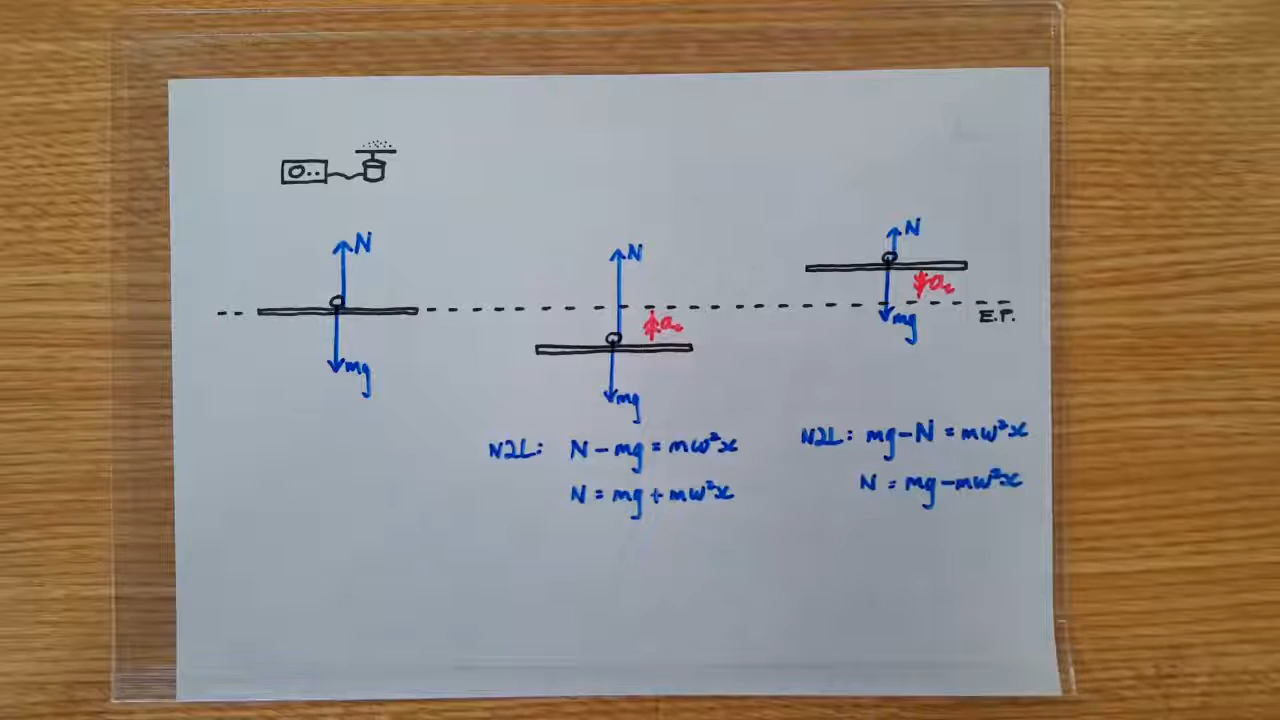 N
mg
N
a
mg
N
a
mg
E.P.
N2L: N - mg = mω²x
N = mg + mω²x
N2L: mg - N = mω²x
N = mg - mω²x